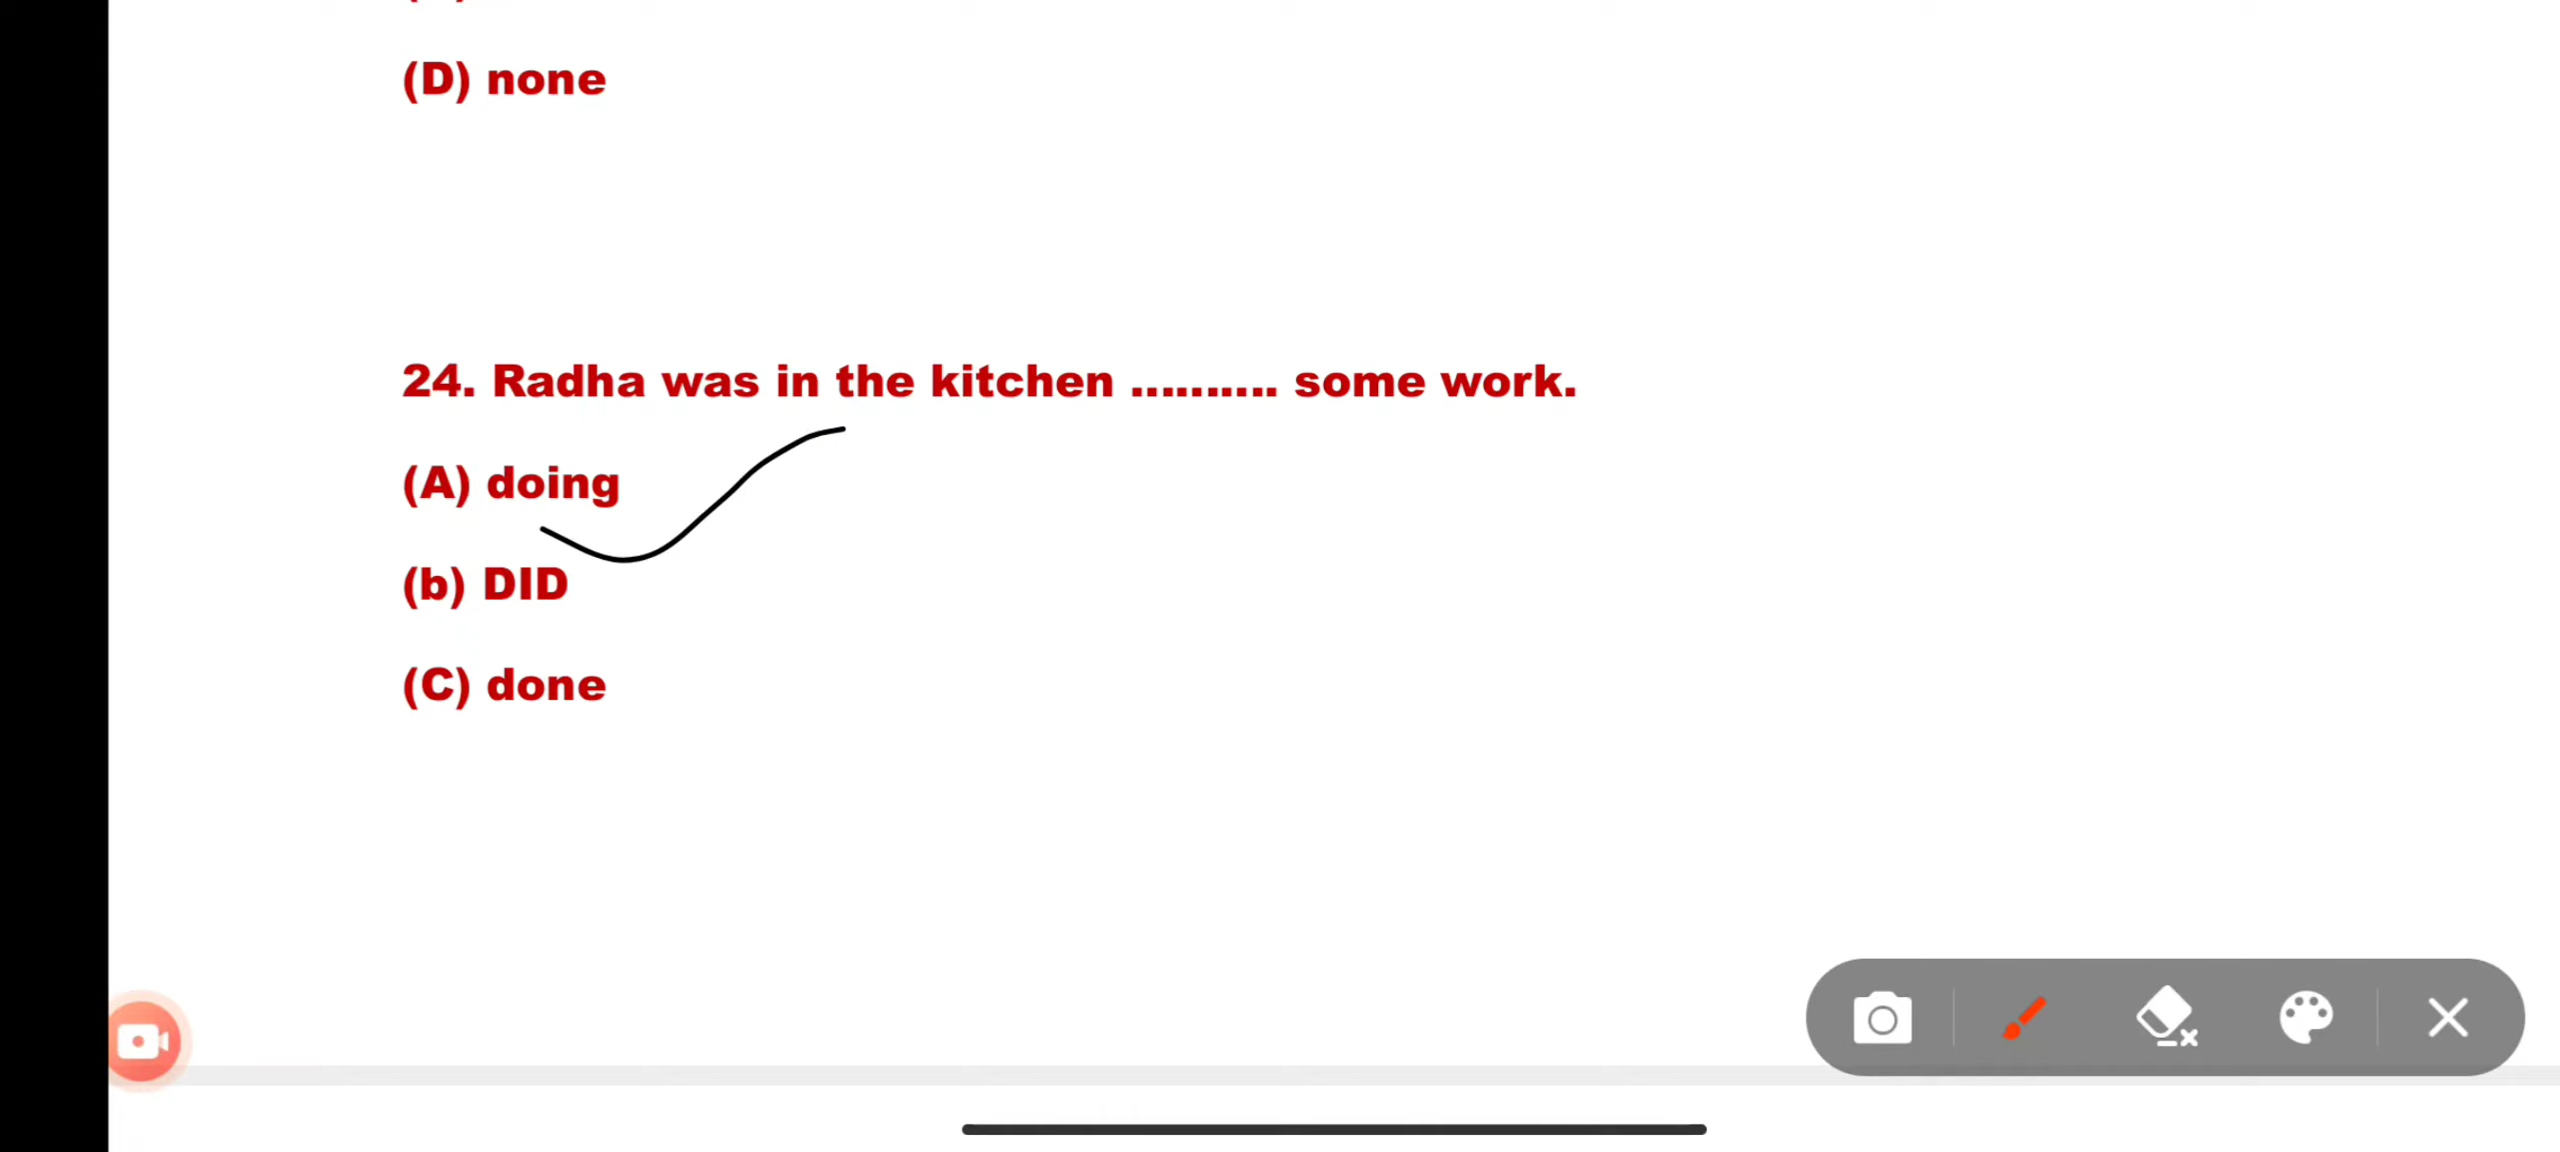 (D) none
24. Radha was in the kitchen .......... some work.
(A) doing
(b) DID
(C) done